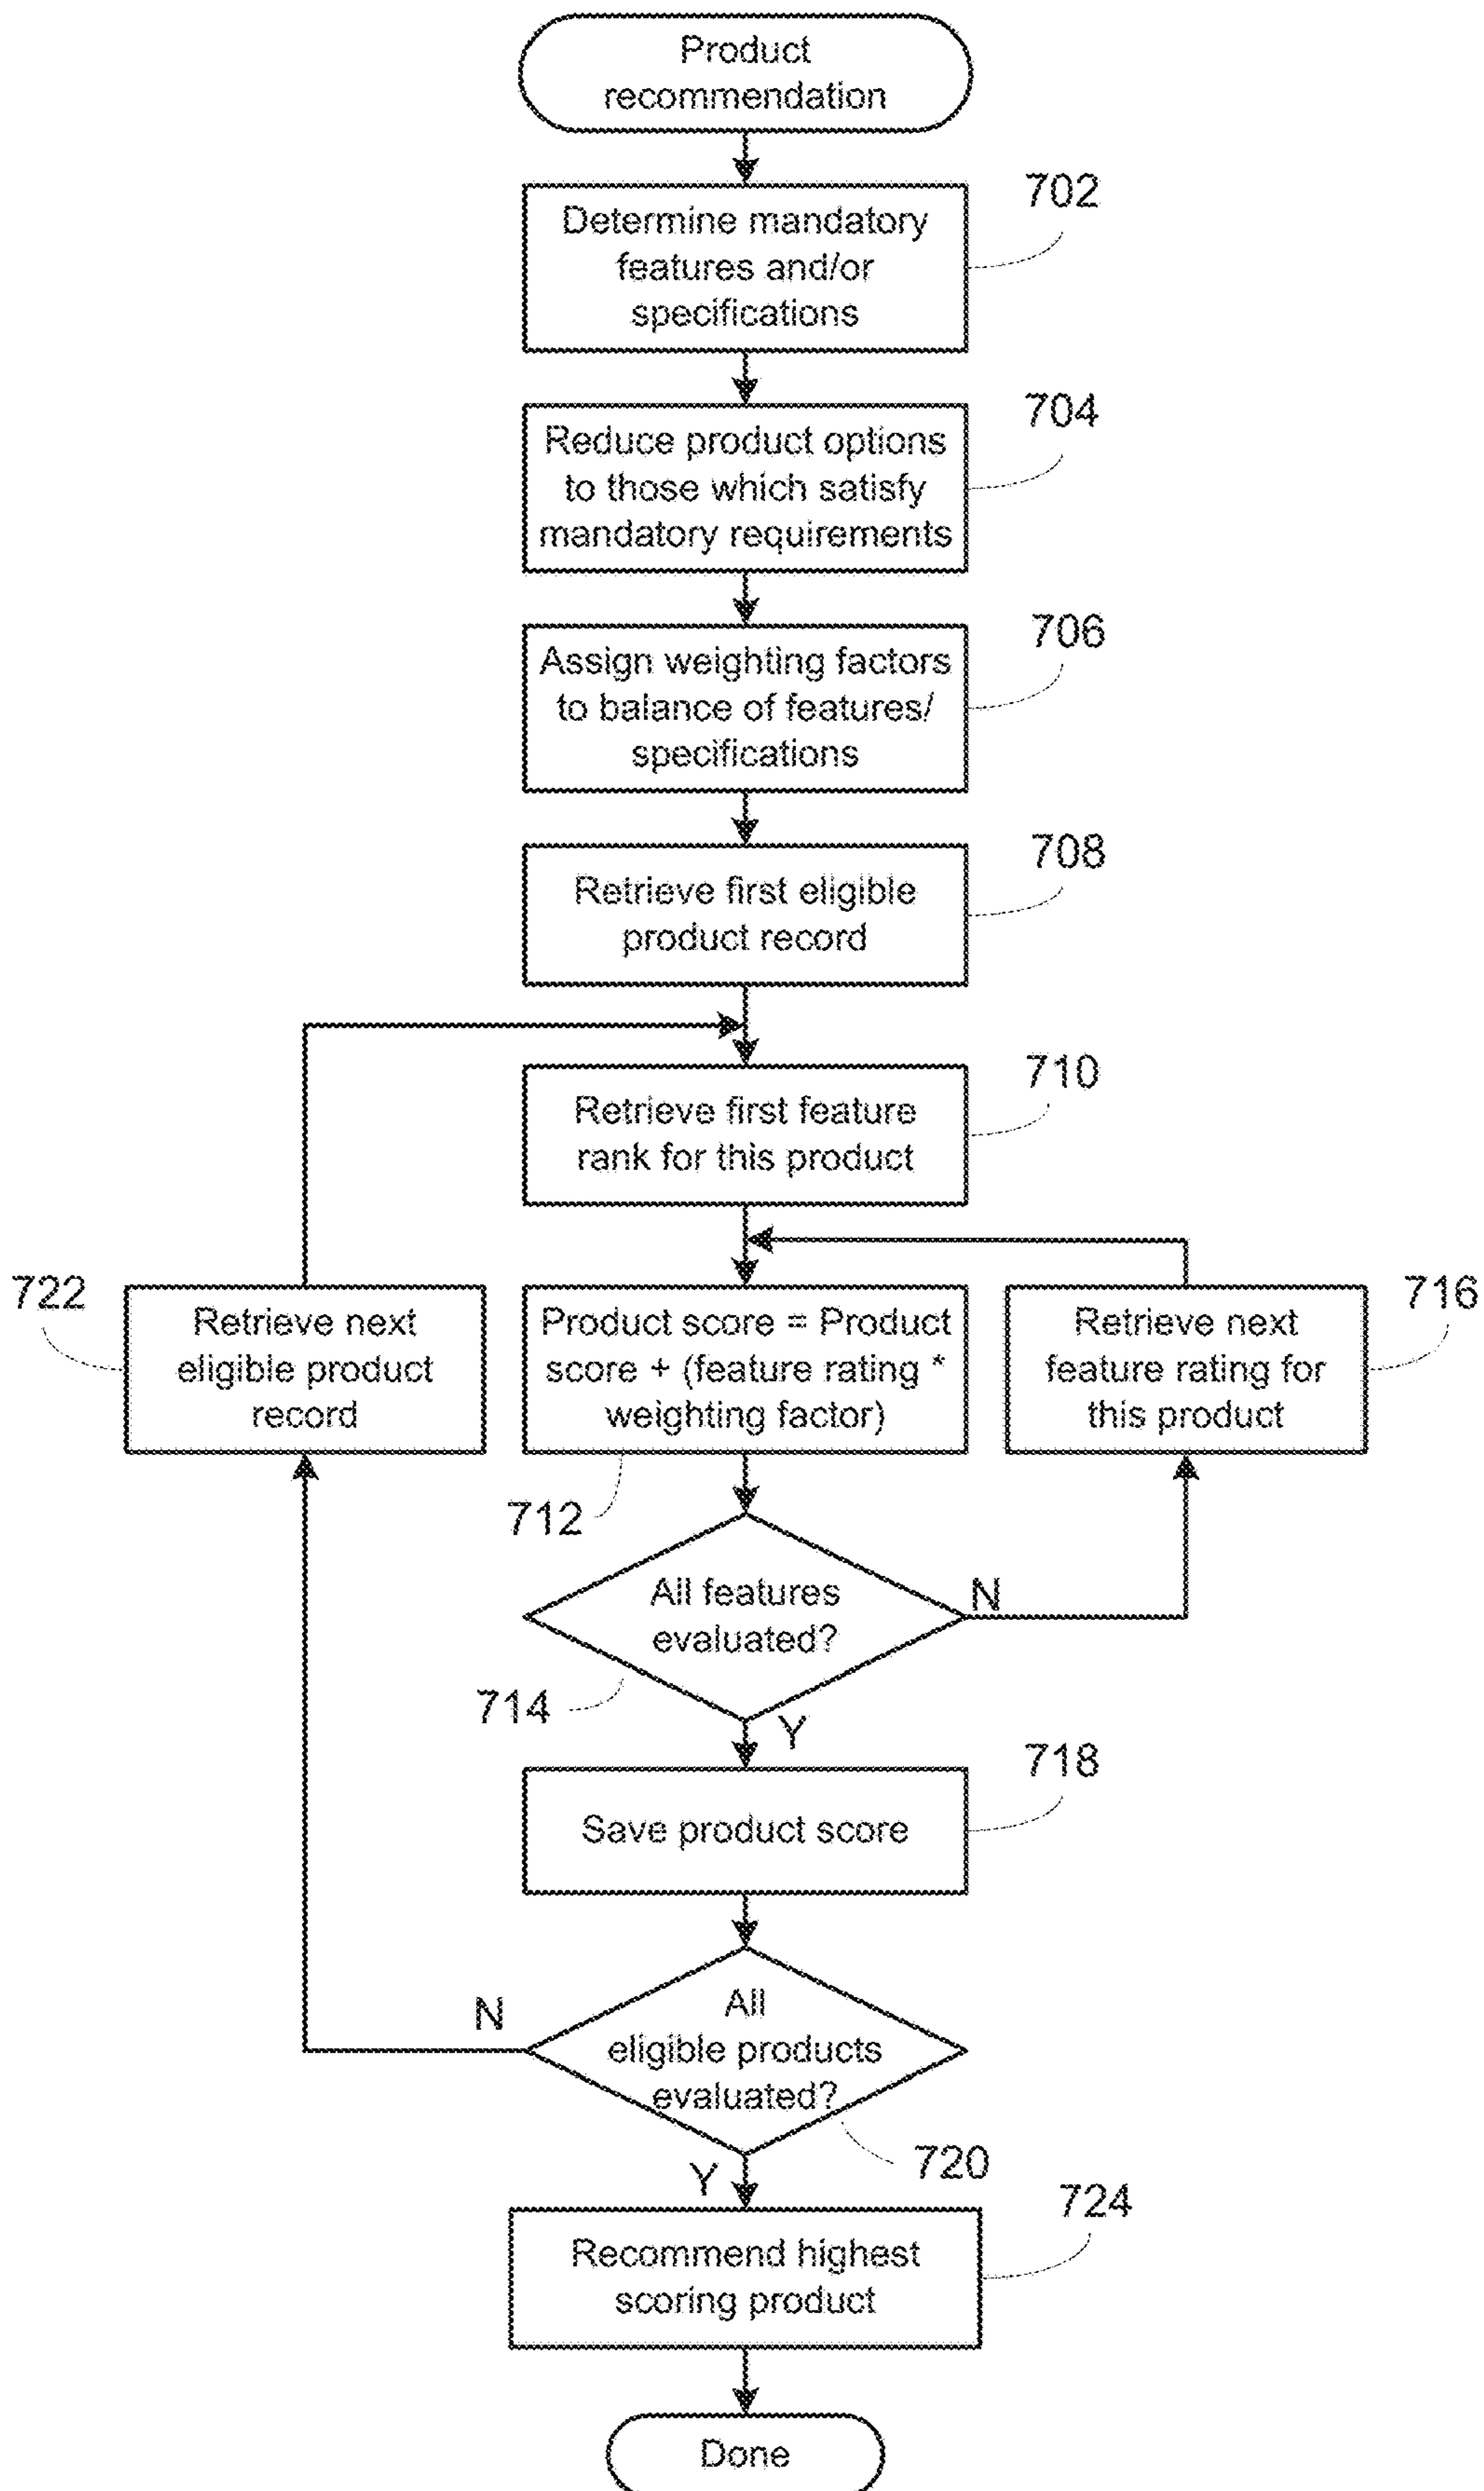 Product
recommendation
702
Determine mandatory
features and/or
specifications
704
Reduce product options
to those which satisfy
mandatory requirements
706
Assign weighting factors
to balance of features/
specifications
708
Retrieve first eligible
product record
710
Retrieve first feature
rank for this product
722
Retrieve next
eligible product
record
Product score = Product
score + (feature rating *
weighting factor)
712
716
Retrieve next
feature rating for
this product
All features
evaluated?
N
714
Y
718
Save product score
N
All
eligible products
evaluated?
720
Y
724
Recommend highest
scoring product
Done